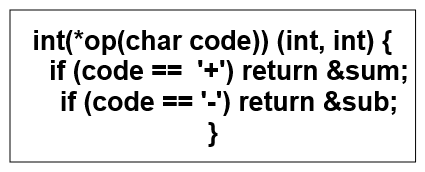 int(*op(char code)) (int, int) {
if (code == '+') return &sum;
if (code == '-') return &sub;
}